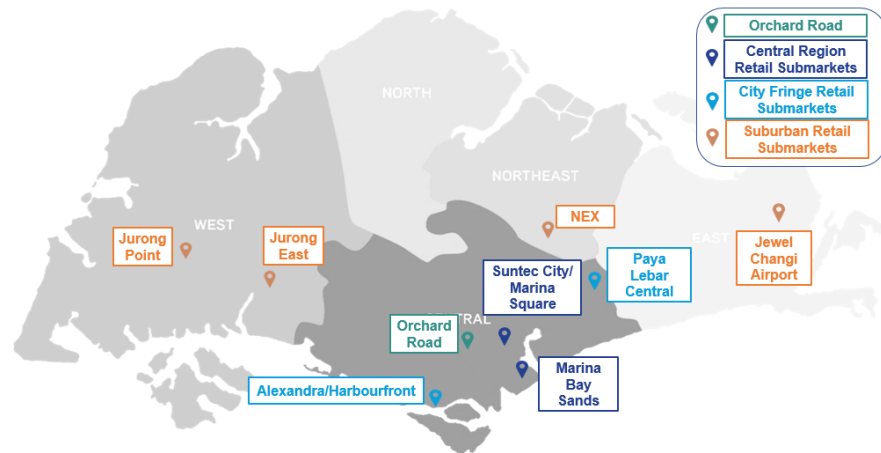 Orchard Road
Central Region
Retail Submarkets
City Fringe Retail
Submarkets
Suburban Retail
Submarkets
NORTH
NORTHEAST
WEST
EAST
CENTRAL
Jurong
Point
Jurong
East
NEX
Jewel
Changi
Airport
Suntec City/
Marina
Square
Paya
Lebar
Central
Orchard
Road
Marina
Bay
Sands
Alexandra/Harbourfront